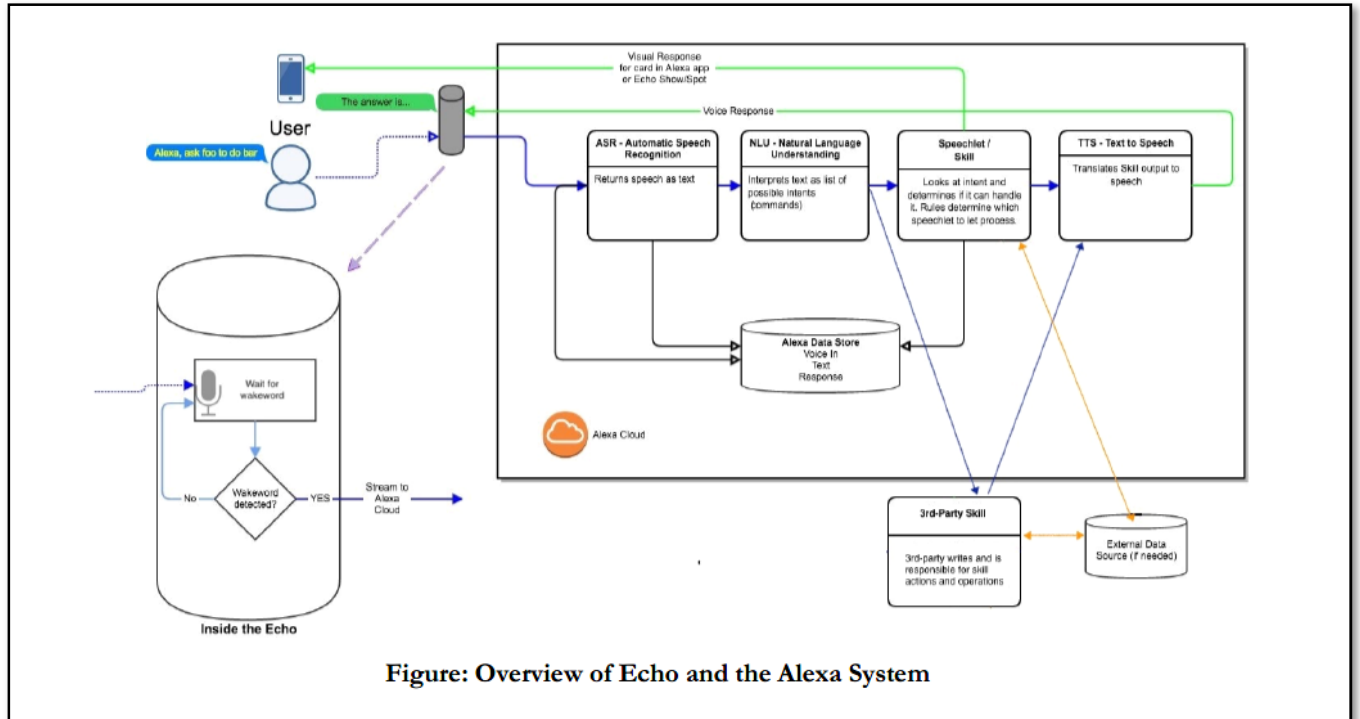 Visual Response
for card in Alexa app
or Echo Show/Spot
The answer is...
Voice Response
User
Alexa, ask foo to do bar
ASR - Automatic Speech
Recognition
Returns speech as text
NLU - Natural Language
Understanding
Interprets text as list of
possible intents
(commands)
Speechlet /
Skill
Looks at intent and
determines if it can handle
it. Rules determine which
speechlet to let process.
TTS - Text to Speech
Translates Skill output to
speech
Alexa Data Store
Voice In
Text
Response
Alexa Cloud
Wait for
wakeword
No
Wakeword
detected?
YES
Stream to
Alexa
Cloud
Inside the Echo
3rd-Party Skill
3rd-party writes and is
responsible for skill
actions and operations
External Data
Source (if needed)
Figure: Overview of Echo and the Alexa System